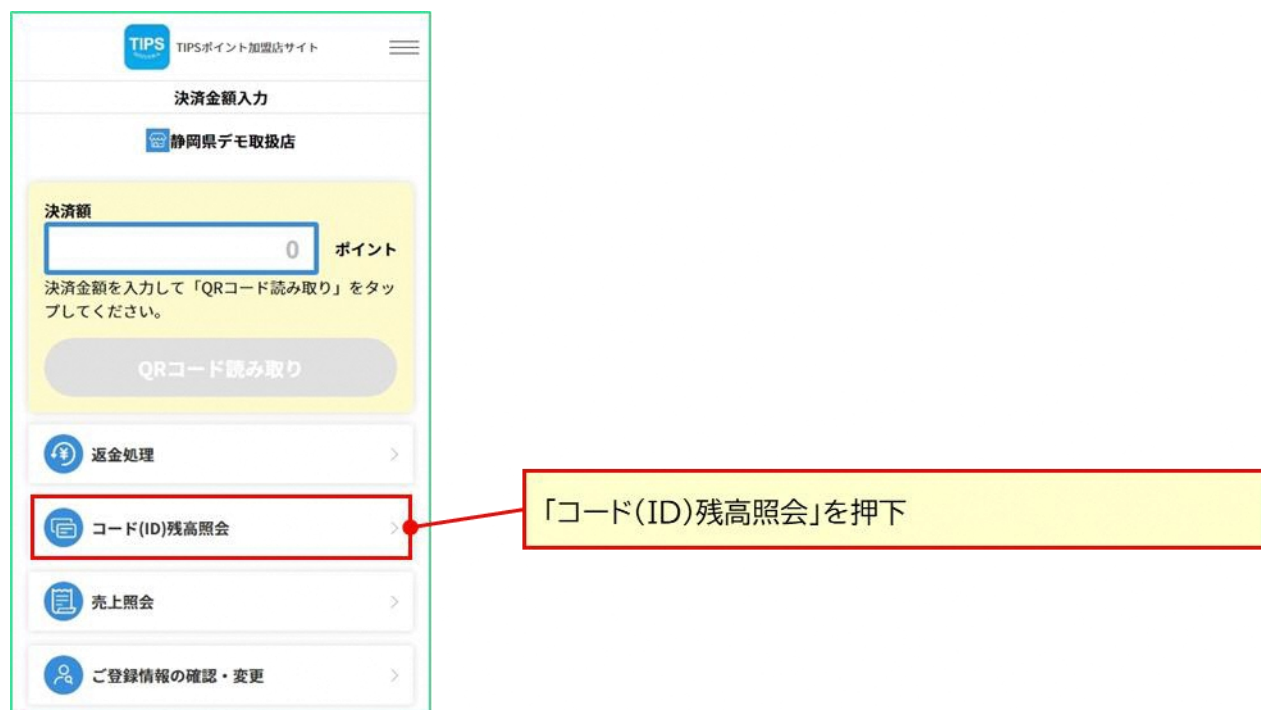 TIPS
TIPSポイント加盟店サイト
決済金額入力
静岡県デモ取扱店
決済額
0 ポイント
決済金額を入力して「QRコード読み取り」をタッ
プしてください。
QRコード読み取り
返金処理
コード(ID)残高照会
「コード(ID)残高照会」を押下
売上照会
ご登録情報の確認・変更